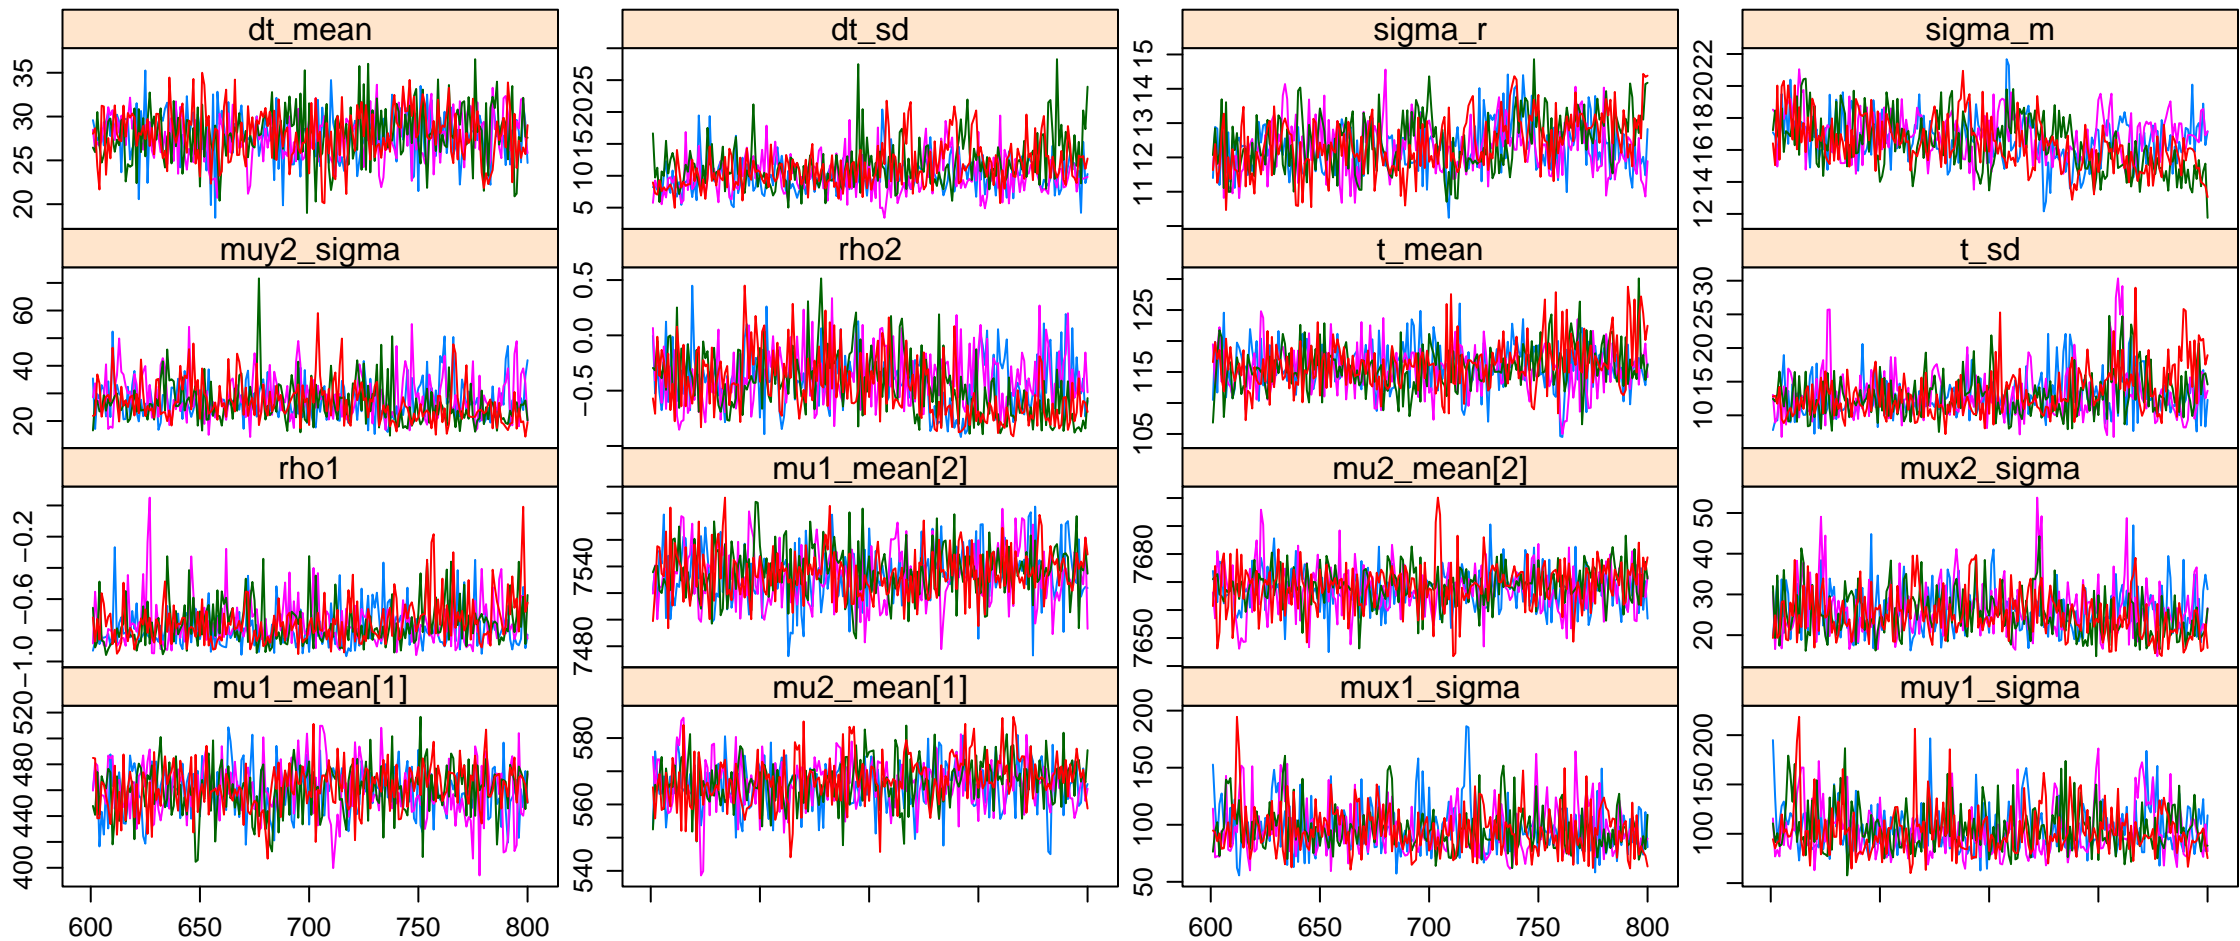 dt_mean dt_sd sigma_r sigma_m
20 25 30 35
5 10 15 20 25
11 12 13 14 15
12 14 16 18 20 22
muy2_sigma rho2 t_mean t_sd
20 40 60
−0.5 0.0 0.5
105 115 125
10 15 20 25 30
rho1 mu1_mean[2] mu2_mean[2] mux2_sigma
−1.0 −0.6 −0.2
7480 7540
7650 7680
20 30 40 50
mu1_mean[1] mu2_mean[1] mux1_sigma muy1_sigma
400 440 480 520
540 560 580
50 100 150 200
100 150 200
600 650 700 750 800
600 650 700 750 800